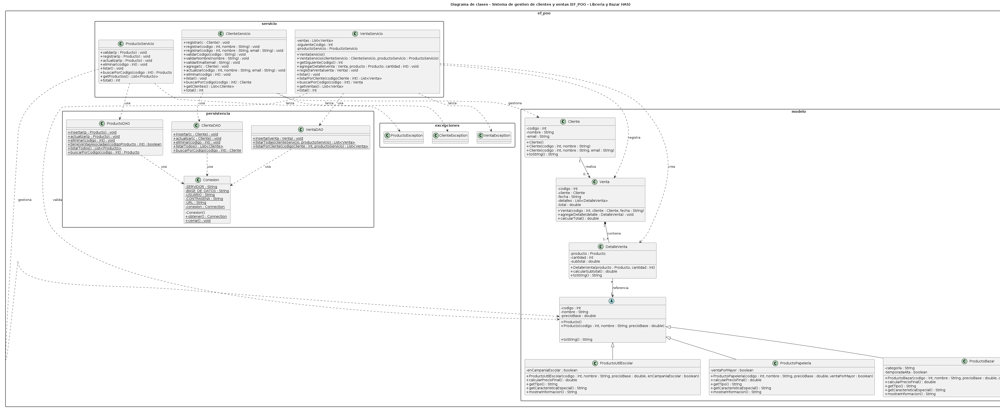 Diagrama de clases - Sistema de gestion de clientes y ventas (EF_POO - Libreria y Bazar HAS)
ef_poo
servicio
ProductoServicio
+validar(p : Producto) : void
+registrar(p : Producto) : void
+actualizar(p : Producto) : void
+eliminar(codigo : int) : void
+listar() : void
+buscarPorCodigo(codigo : int) : Producto
+getProductos() : List<Producto>
+total() : int
ClienteServicio
+registrar(c : Cliente) : void
+registrar(codigo : int, nombre : String) : void
+registrar(codigo : int, nombre : String, email : String) : void
+validarCodigo(codigo : String) : void
+validarNombre(nombre : String) : void
+validarEmail(email : String) : void
+agregar(c : Cliente) : void
+actualizar(codigo : int, nombre : String, email : String) : void
+eliminar(codigo : int) : void
+listar() : void
+buscarPorCodigo(codigo : int) : Cliente
+getClientes() : List<Cliente>
+total() : int
VentaServicio
-ventas : List<Venta>
-siguienteCodigo : int
-productoServicio : ProductoServicio
+VentaServicio()
+VentaServicio(clienteServicio : ClienteServicio, productoServicio : ProductoServicio)
+getSiguienteCodigo() : int
+agregarDetalle(venta : Venta, producto : Producto, cantidad : int) : void
+registrarVenta(venta : Venta) : void
+listar() : void
+listarPorCliente(codigoCliente : int) : List<Venta>
+buscarPorCodigo(codigo : int) : Venta
+getVentas() : List<Venta>
+total() : int
usa
usa
lanza
lanza
usa
lanza
gestiona
persistencia
ProductoDAO
+insertar(p : Producto) : void
+actualizar(p : Producto) : void
+eliminar(codigo : int) : void
+tieneVentasAsociadas(codigoProducto : int) : boolean
+listarTodos() : List<Producto>
+buscarPorCodigo(codigo : int) : Producto
ClienteDAO
+insertar(c : Cliente) : void
+actualizar(c : Cliente) : void
+eliminar(codigo : int) : void
+listarTodos() : List<Cliente>
+buscarPorCodigo(codigo : int) : Cliente
VentaDAO
+insertar(venta : Venta) : void
+listarTodas(clienteServicio, productoServicio) : List<Venta>
+listarPorCliente(codigoCliente : int, productoServicio) : List<Venta>
usa
usa
usa
Conexion
-SERVIDOR : String
-BASE_DE_DATOS : String
-USUARIO : String
-CONTRASENA : String
-URL : String
-conexion : Connection
-Conexion()
+obtener() : Connection
+cerrar() : void
gestiona
valida
excepciones
ProductoException
ClienteException
VentaException
modelo
Cliente
-codigo : int
-nombre : String
-email : String
+Cliente()
+Cliente(codigo : int, nombre : String)
+Cliente(codigo : int, nombre : String, email : String)
+toString() : String
1
realiza
0..*
registra
crea
Venta
-codigo : int
-cliente : Cliente
-fecha : String
-detalles : List<DetalleVenta>
-total : double
+Venta(codigo : int, cliente : Cliente, fecha : String)
+agregarDetalle(detalle : DetalleVenta) : void
+calcularTotal() : double
1
contiene
1..*
DetalleVenta
-producto : Producto
-cantidad : int
-subtotal : double
+DetalleVenta(producto : Producto, cantidad : int)
+calcularSubtotal() : double
+toString() : String
*
referencia
1
A
-codigo : int
-nombre : String
-precioBase : double
+Producto()
+Producto(codigo : int, nombre : String, precioBase : double)
+toString() : String
ProductoUtilEscolar
-enCampaniaEscolar : boolean
+ProductoUtilEscolar(codigo : int, nombre : String, precioBase : double, enCampaniaEscolar : boolean)
+calcularPrecioFinal() : double
+getTipo() : String
+getCaracteristicaEspecial() : String
+mostrarInformacion() : String
ProductoPapeleria
-ventaPorMayor : boolean
+ProductoPapeleria(codigo : int, nombre : String, precioBase : double, ventaPorMayor : boolean)
+calcularPrecioFinal() : double
+getTipo() : String
+getCaracteristicaEspecial() : String
+mostrarInformacion() : String
ProductoBazar
-categoria : String
-temporadaAlta : boolean
+ProductoBazar(codigo : int, nombre : String, precioBase : double,
+calcularPrecioFinal() : double
+getTipo() : String
+getCaracteristicaEspecial() : String
+mostrarInformacion() : String